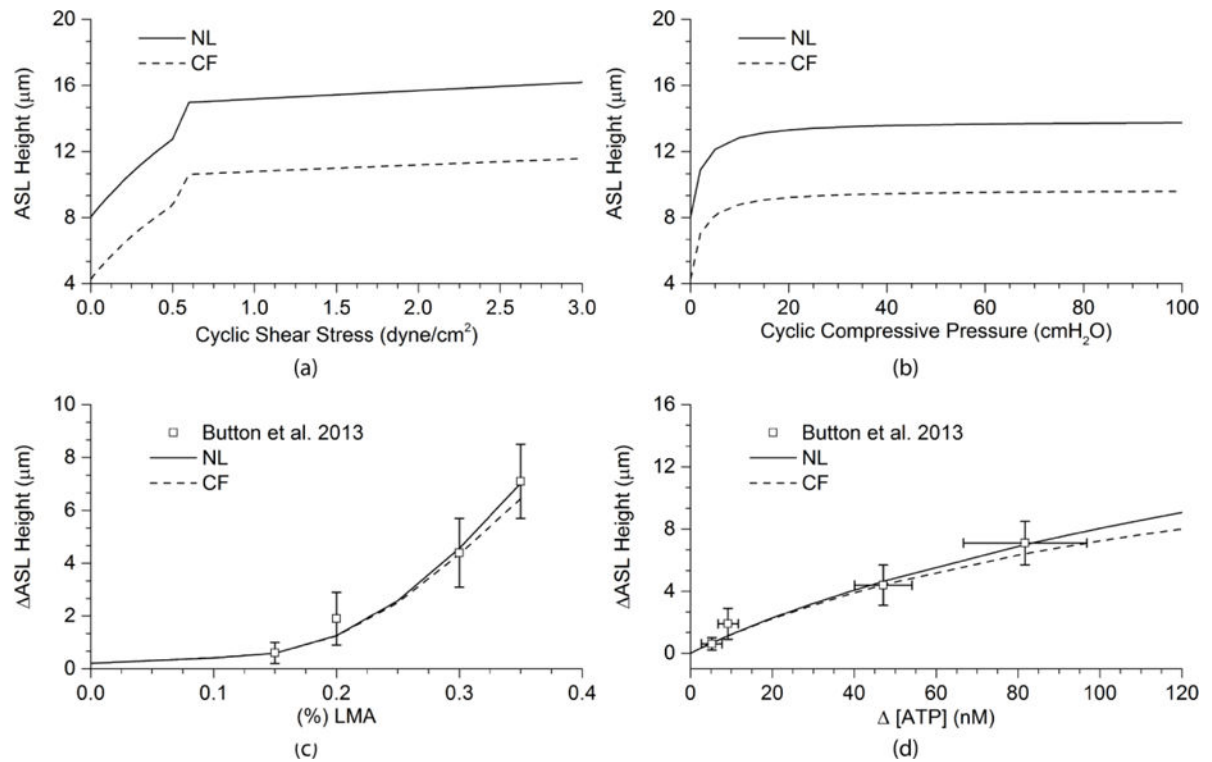 20
16
12
8
4
ASL Height (μm)
NL
CF
0.0 0.5 1.0 1.5 2.0 2.5 3.0
Cyclic Shear Stress (dyne/cm²)
(a)
20
16
12
8
4
ASL Height (μm)
NL
CF
0 20 40 60 80 100
Cyclic Compressive Pressure (cmH₂O)
(b)
10
8
6
4
2
0
ΔASL Height (μm)
Button et al. 2013
NL
CF
0.0 0.1 0.2 0.3 0.4
(%) LMA
(c)
16
12
8
4
0
ΔASL Height (μm)
Button et al. 2013
NL
CF
0 20 40 60 80 100 120
Δ [ATP] (nM)
(d)